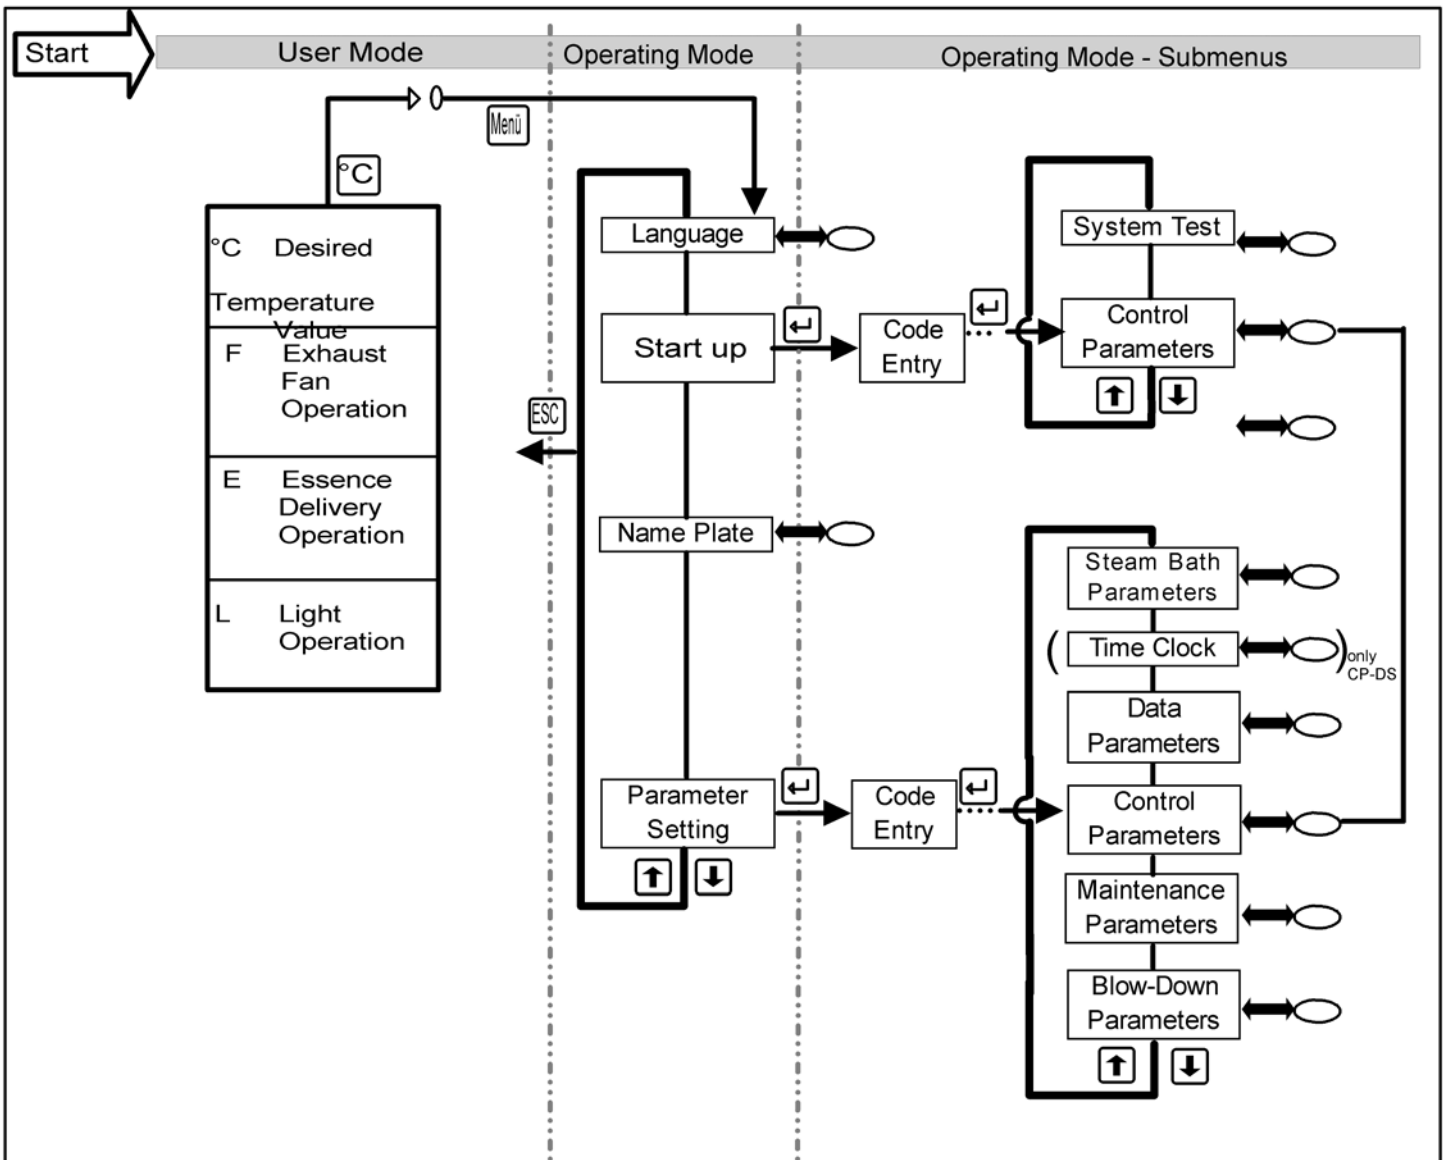 Start
User Mode
Operating Mode
Operating Mode - Submenus
Menü
°C
°C Desired
Temperature
Value
F Exhaust
Fan
Operation
E Essence
Delivery
Operation
L Light
Operation
ESC
Language
Start up
Name Plate
Parameter
Setting
Code
Entry
System Test
Control
Parameters
Code
Entry
Steam Bath
Parameters
( Time Clock )
only
CP-DS
Data
Parameters
Control
Parameters
Maintenance
Parameters
Blow-Down
Parameters